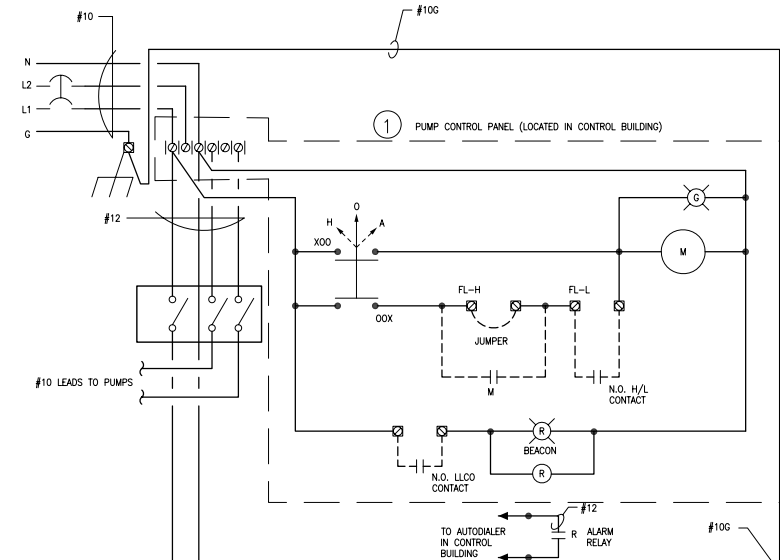 #10
#10G
N
L2
L1
G
1
PUMP CONTROL PANEL (LOCATED IN CONTROL BUILDING)
#12
H
O
A
XOO
OOX
G
M
FL-H
FL-L
JUMPER
M
N.O. H/L
CONTACT
#10 LEADS TO PUMPS
R
BEACON
R
N.O. LLCO
CONTACT
#12
TO AUTODIALER
IN CONTROL
BUILDING
R
ALARM
RELAY
#10G